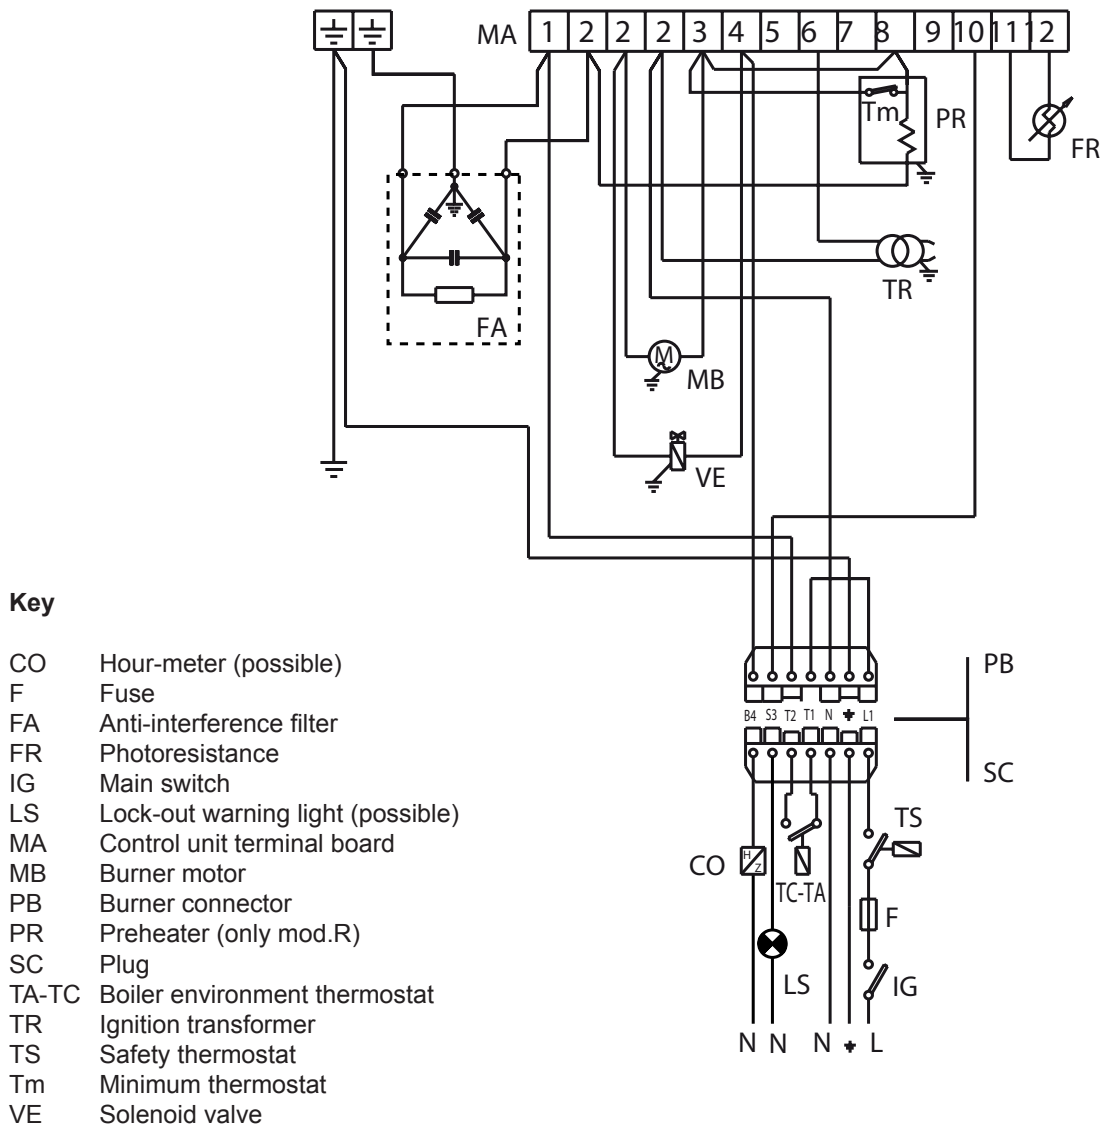 MA 1 2 2 2 3 4 5 6 7 8 9 10 11 12
Tm
PR
FR
TR
FA
M
MB
VE
Key
CO Hour-meter (possible)
F Fuse
FA Anti-interference filter
FR Photoresistance
IG Main switch
LS Lock-out warning light (possible)
MA Control unit terminal board
MB Burner motor
PB Burner connector
PR Preheater (only mod.R)
SC Plug
TA-TC Boiler environment thermostat
TR Ignition transformer
TS Safety thermostat
Tm Minimum thermostat
VE Solenoid valve
PB
B4 S3 T2 T1 N L1
SC
TS
CO H Z
TC-TA
F
LS
IG
N N N L